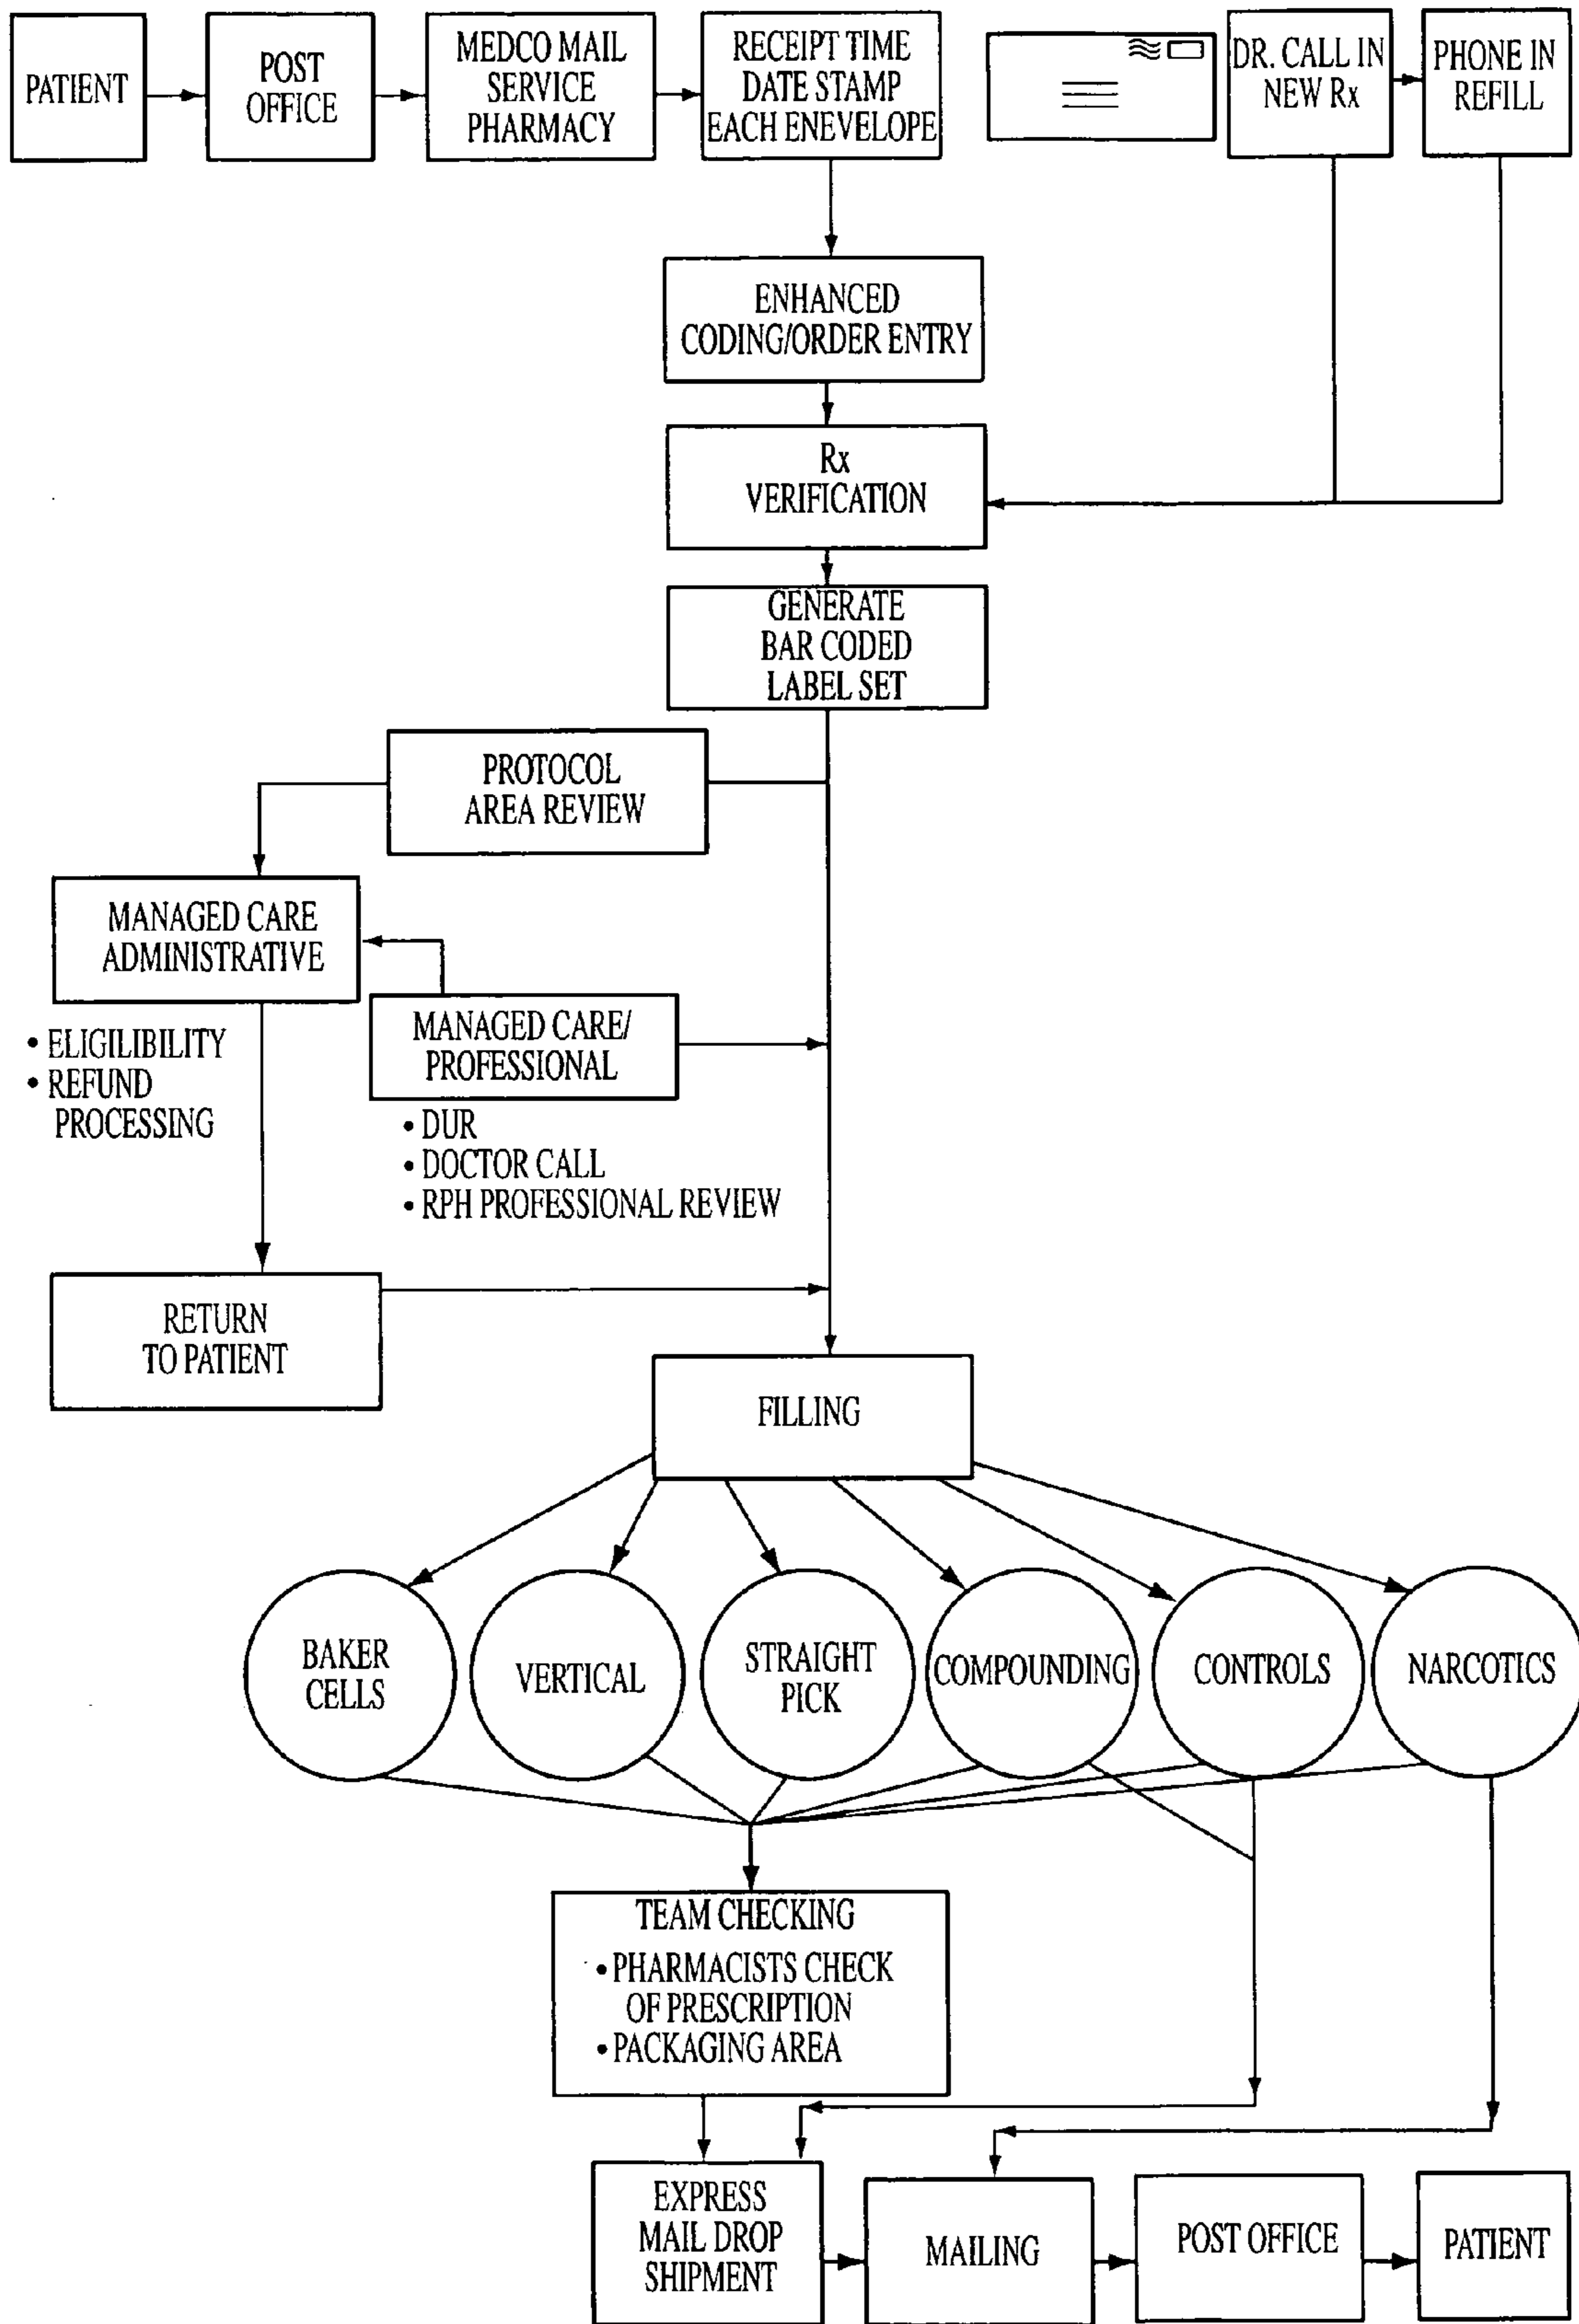 PATIENT
POST
OFFICE
MEDCO MAIL
SERVICE
PHARMACY
RECEIPT TIME
DATE STAMP
EACH ENEVELOPE
DR. CALL IN
NEW Rx
PHONE IN
REFILL
ENHANCED
CODING/ORDER ENTRY
Rx
VERIFICATION
GENERATE
BAR CODED
LABEL SET
PROTOCOL
AREA REVIEW
MANAGED CARE
ADMINISTRATIVE
• ELIGILIBILITY
• REFUND
PROCESSING
MANAGED CARE/
PROFESSIONAL
• DUR
• DOCTOR CALL
• RPH PROFESSIONAL REVIEW
RETURN
TO PATIENT
FILLING
BAKER
CELLS
VERTICAL
STRAIGHT
PICK
COMPOUNDING
CONTROLS
NARCOTICS
TEAM CHECKING
• PHARMACISTS CHECK
OF PRESCRIPTION
• PACKAGING AREA
EXPRESS
MAIL DROP
SHIPMENT
MAILING
POST OFFICE
PATIENT